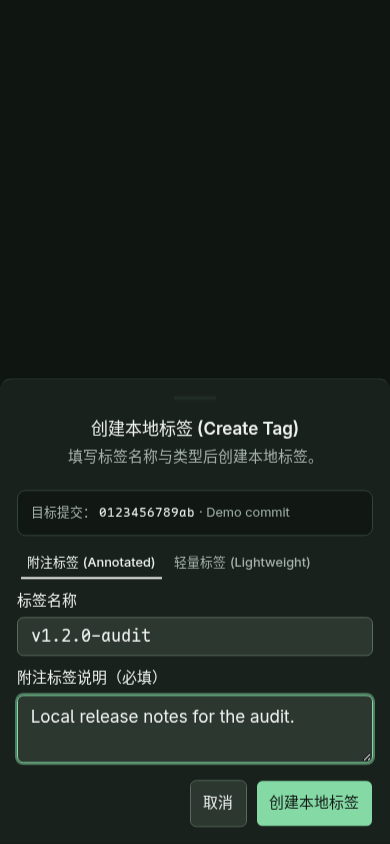 创建本地标签 (Create Tag)
填写标签名称与类型后创建本地标签。
目标提交： 0123456789ab · Demo commit
附注标签 (Annotated) 轻量标签 (Lightweight)
标签名称
v1.2.0-audit
附注标签说明（必填）
Local release notes for the audit.
取消 创建本地标签